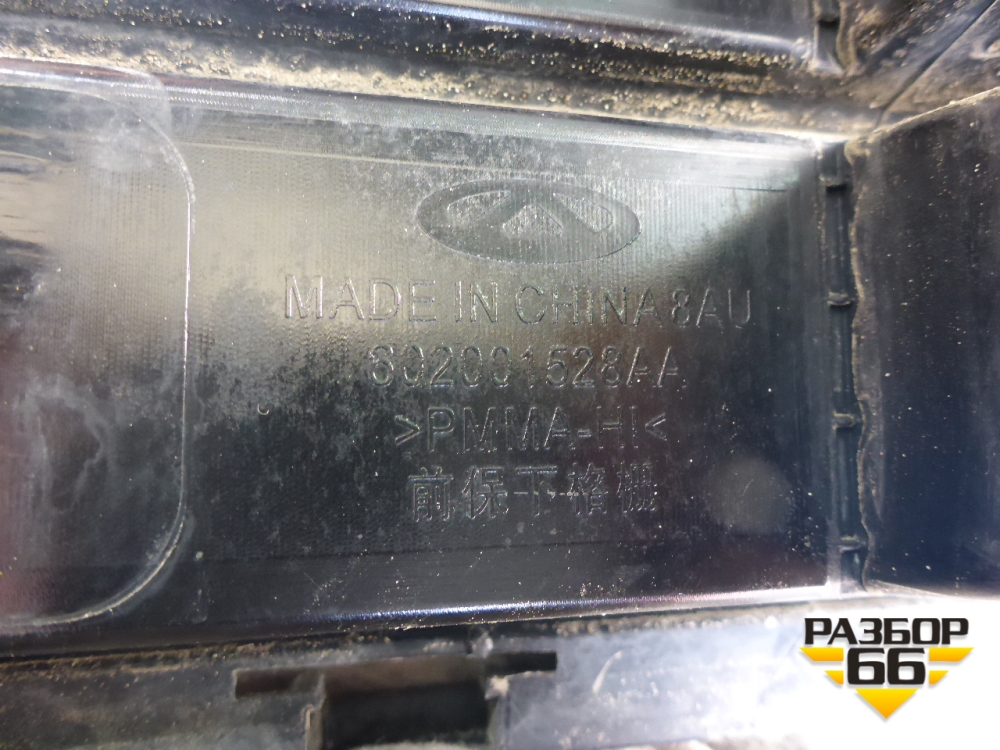 MADE IN CHINA 8AU
602001528AA
>PMMA-HI<
前保下格栅
РАЗБОР
66